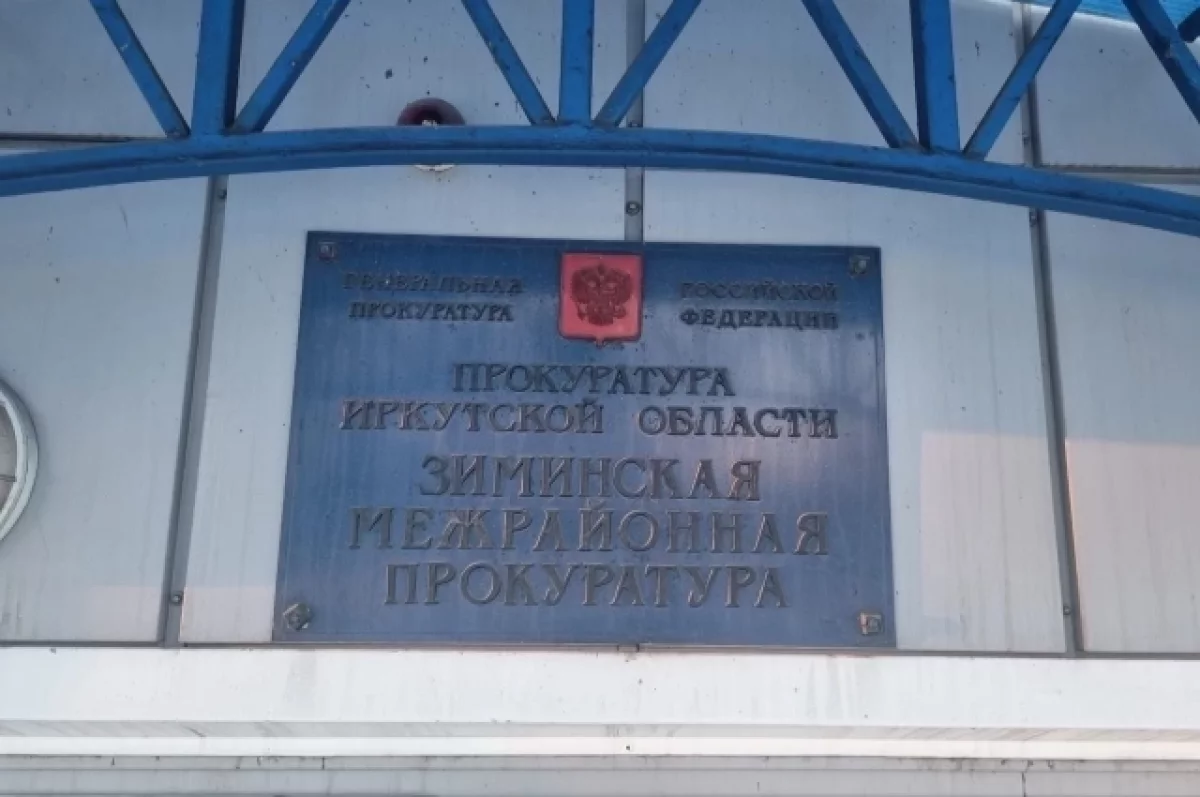 ГЕНЕРАЛЬНАЯ
ПРОКУРАТУРА
РОССИЙСКОЙ
ФЕДЕРАЦИИ
ПРОКУРАТУРА
ИРКУТСКОЙ ОБЛАСТИ
ЗИМИНСКАЯ
МЕЖРАЙОННАЯ
ПРОКУРАТУРА